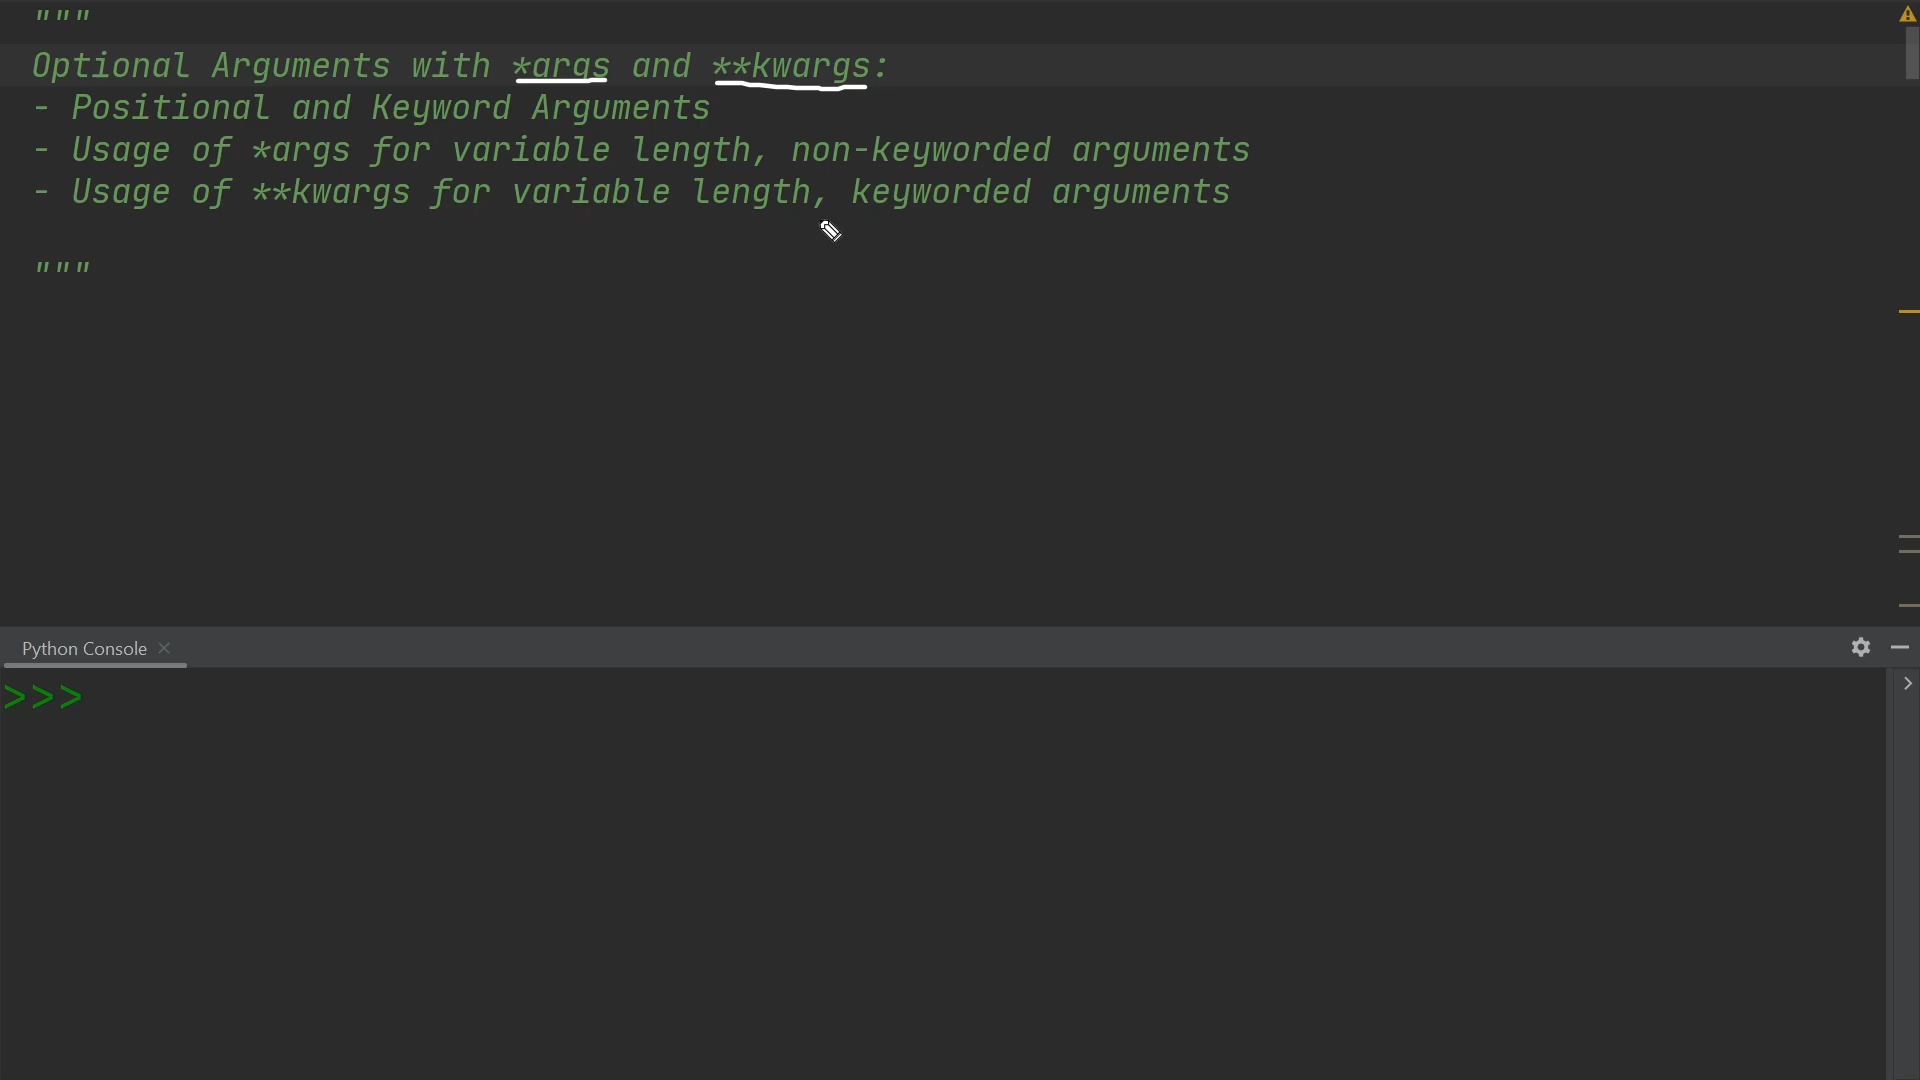 """
Optional Arguments with *args and **kwargs:
- Positional and Keyword Arguments
- Usage of *args for variable length, non-keyworded arguments
- Usage of **kwargs for variable length, keyworded arguments
"""
Python Console
>>>